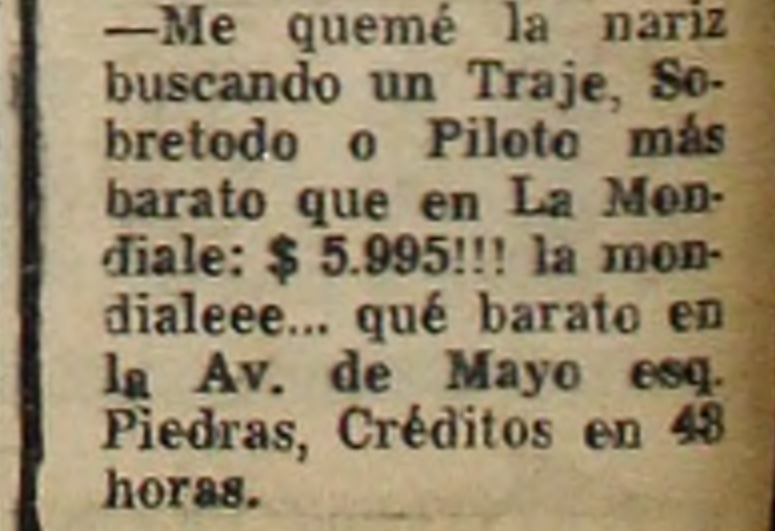 —Me quemé la nariz
buscando un Traje, So-
bretodo o Piloto más
barato que en La Mon-
diale: $ 5.995!!! la mon-
dialeee... qué barato en
la Av. de Mayo esq.
Piedras, Créditos en 48
horas.